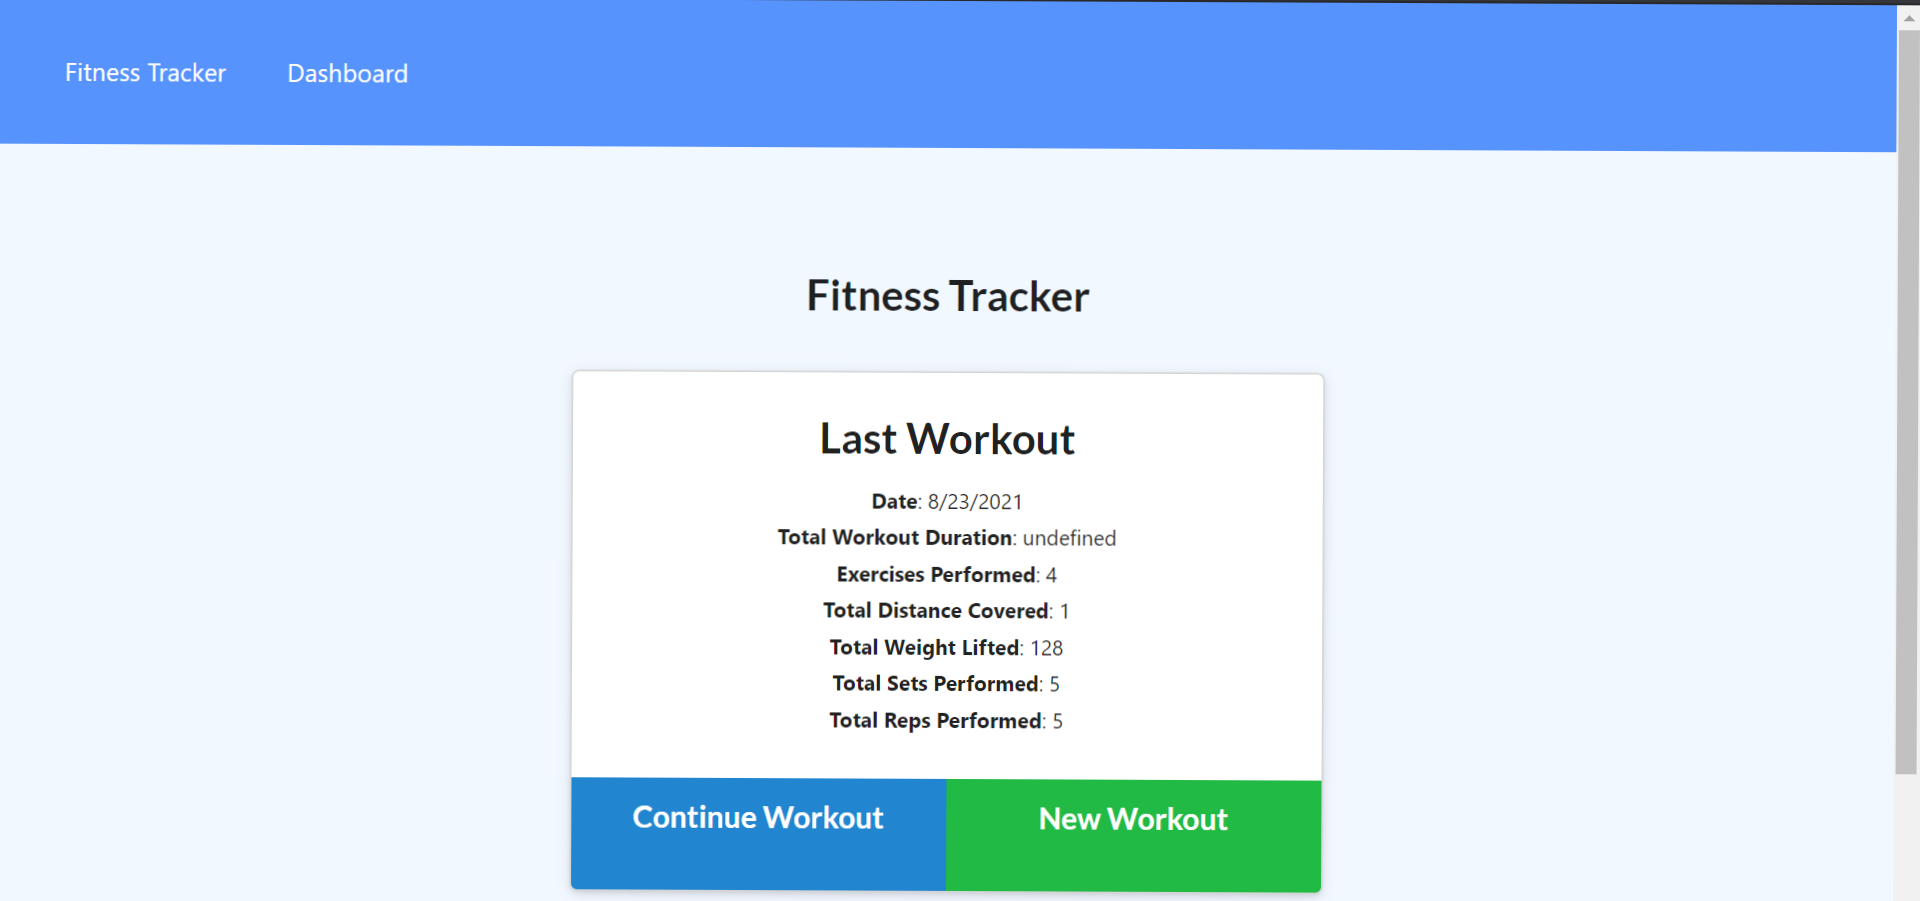 Fitness Tracker Dashboard
Fitness Tracker
Last Workout
Date: 8/23/2021
Total Workout Duration: undefined
Exercises Performed: 4
Total Distance Covered: 1
Total Weight Lifted: 128
Total Sets Performed: 5
Total Reps Performed: 5
Continue Workout New Workout